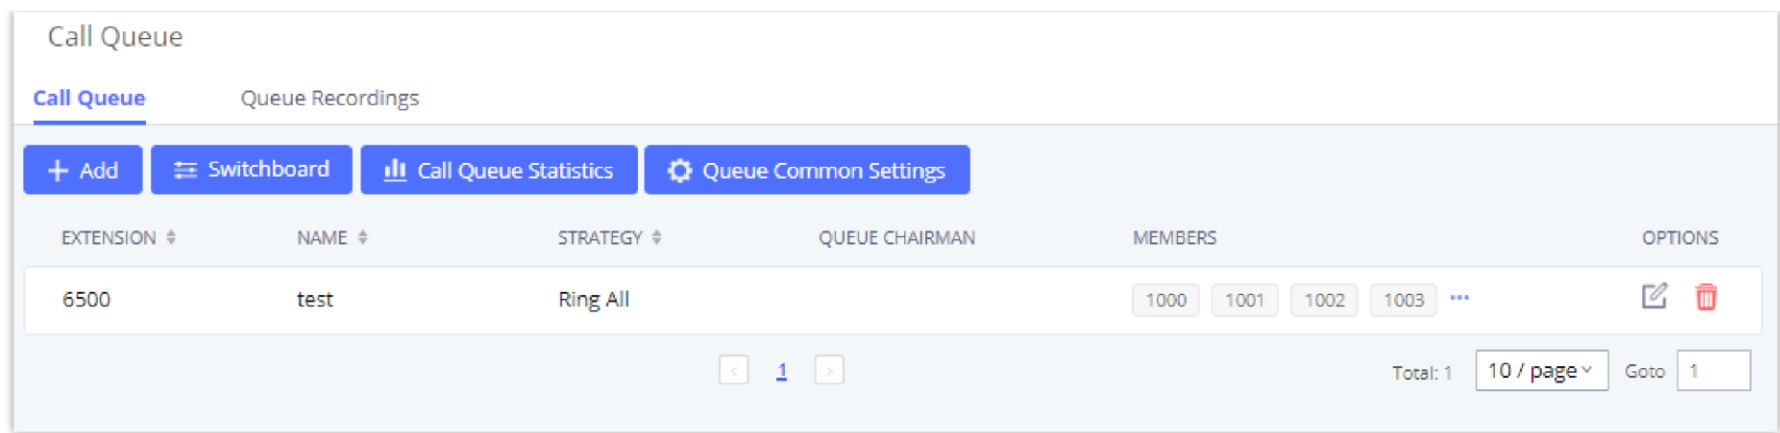 Call Queue
Call Queue Queue Recordings
+ Add Switchboard Call Queue Statistics Queue Common Settings
EXTENSION NAME STRATEGY QUEUE CHAIRMAN MEMBERS OPTIONS
6500 test Ring All 1000 1001 1002 1003 ...
< 1 > Total: 1 10 / page Goto 1